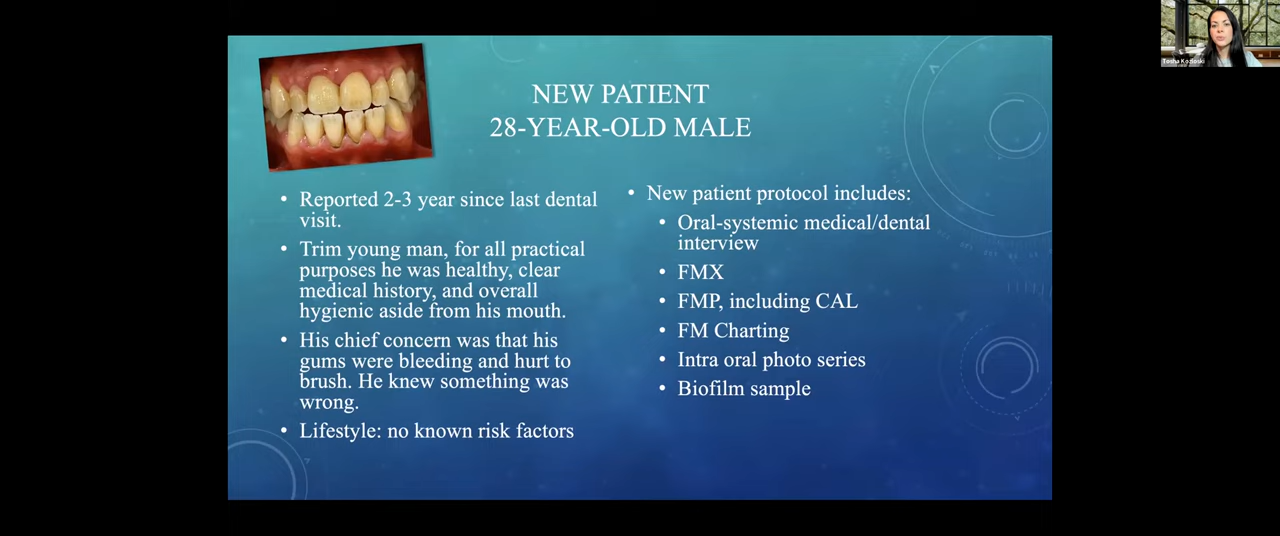 NEW PATIENT
28-YEAR-OLD MALE
• Reported 2-3 year since last dental
visit.
• Trim young man, for all practical
purposes he was healthy, clear
medical history, and overall
hygienic aside from his mouth.
• His chief concern was that his
gums were bleeding and hurt to
brush. He knew something was
wrong.
• Lifestyle: no known risk factors
• New patient protocol includes:
• Oral-systemic medical/dental
interview
• FMX
• FMP, including CAL
• FM Charting
• Intra oral photo series
• Biofilm sample